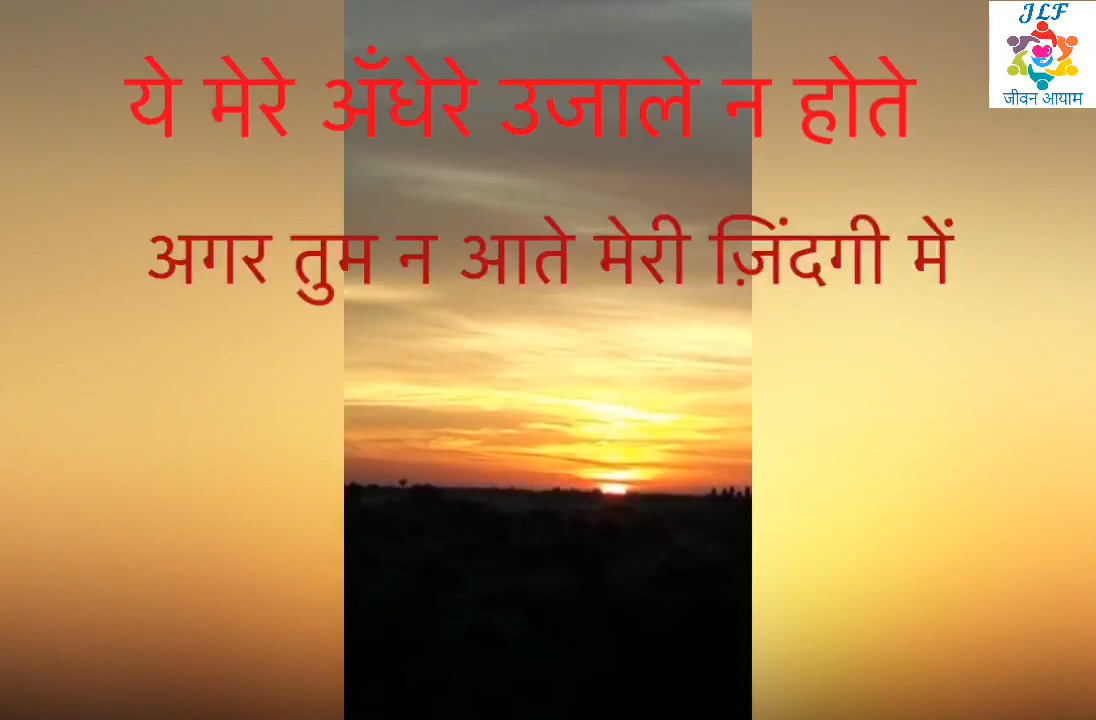 JLF
जीवन आयाम
ये मेरे अँधेरे उजाले न होते
अगर तुम न आते मेरी ज़िंदगी में